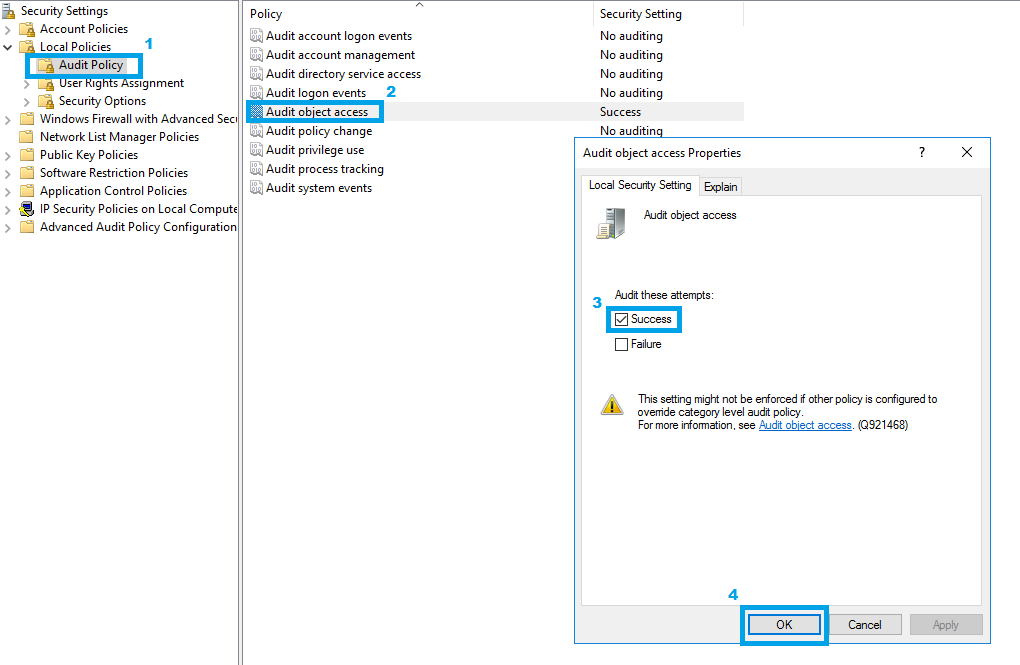 Security Settings
Account Policies
Local Policies
1
Audit Policy
User Rights Assignment
Security Options
Windows Firewall with Advanced Secu
Network List Manager Policies
Public Key Policies
Software Restriction Policies
Application Control Policies
IP Security Policies on Local Compute
Advanced Audit Policy Configuration
Policy Security Setting
Audit account logon events No auditing
Audit account management No auditing
Audit directory service access No auditing
Audit logon events No auditing
2
Audit object access Success
Audit policy change No auditing
Audit privilege use
Audit process tracking
Audit system events
Audit object access Properties ?
Local Security Setting Explain
Audit object access
Audit these attempts:
3
Success
Failure
This setting might not be enforced if other policy is configured to
override category level audit policy.
For more information, see Audit object access. (Q921468)
4
OK Cancel Apply